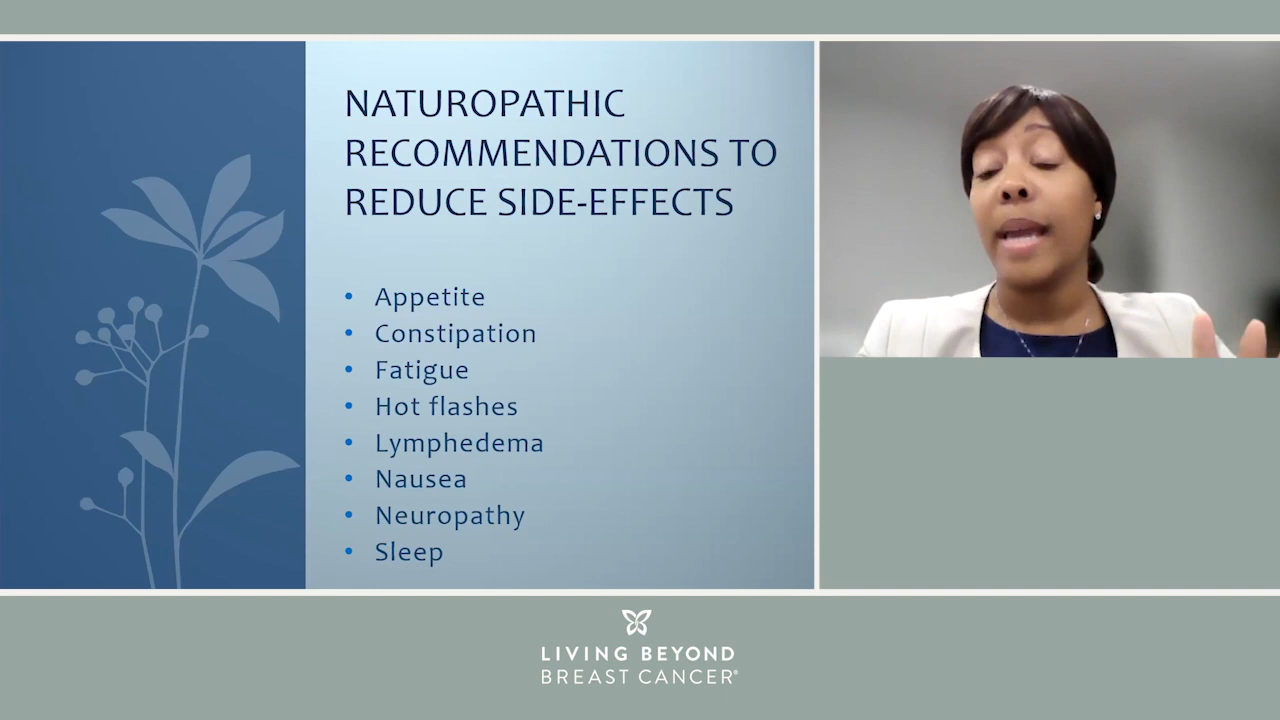 NATUROPATHIC
RECOMMENDATIONS TO
REDUCE SIDE-EFFECTS
• Appetite
• Constipation
• Fatigue
• Hot flashes
• Lymphedema
• Nausea
• Neuropathy
• Sleep
LIVING BEYOND
BREAST CANCER®